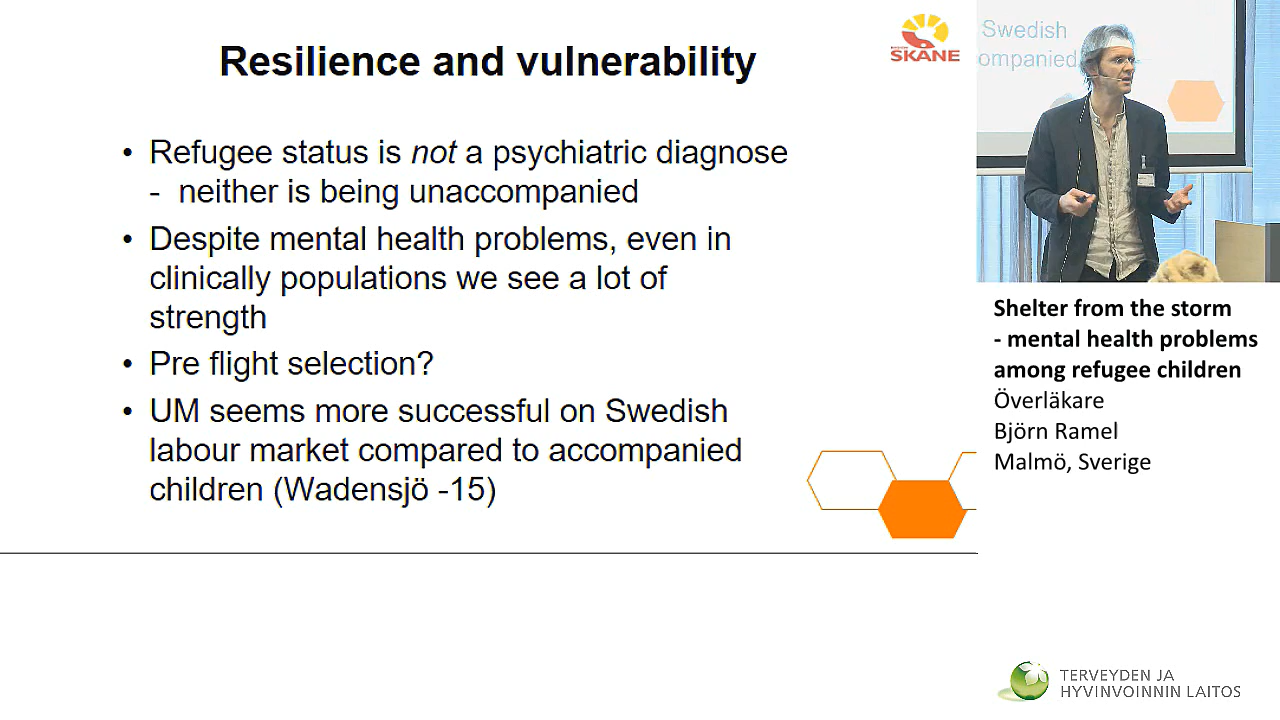 Resilience and vulnerability
SKANE
• Refugee status is not a psychiatric diagnose
- neither is being unaccompanied
• Despite mental health problems, even in
clinically populations we see a lot of
strength
• Pre flight selection?
• UM seems more successful on Swedish
labour market compared to accompanied
children (Wadensjö -15)
Swedish
ompanied
Shelter from the storm
- mental health problems
among refugee children
Överläkare
Björn Ramel
Malmö, Sverige
TERVEYDEN JA
HYVINVOINNIN LAITOS